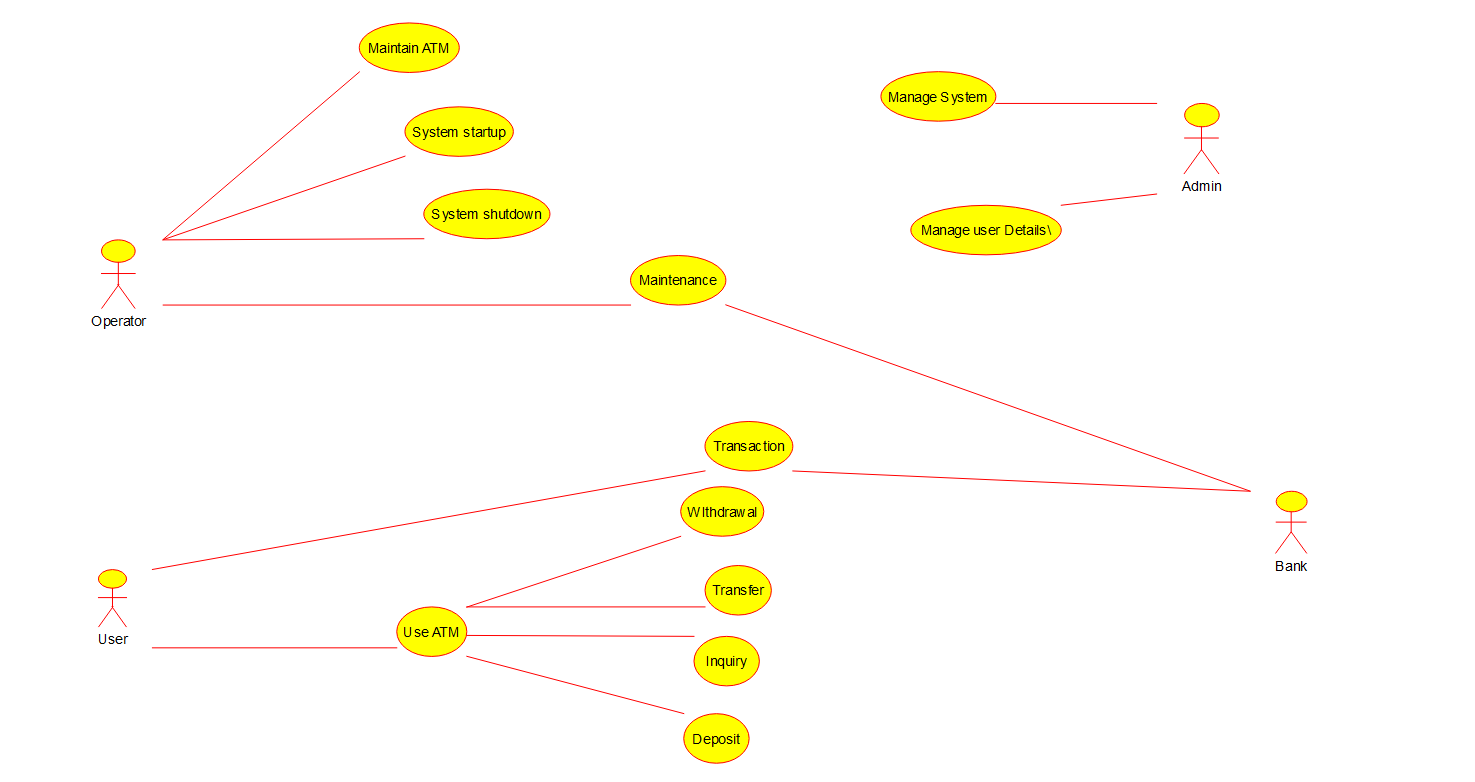 Maintain ATM
Manage System
System startup
Admin
System shutdown
Manage user Details\
Maintenance
Operator
Transaction
WIthdrawal
Bank
Transfer
User
Use ATM
Inquiry
Deposit